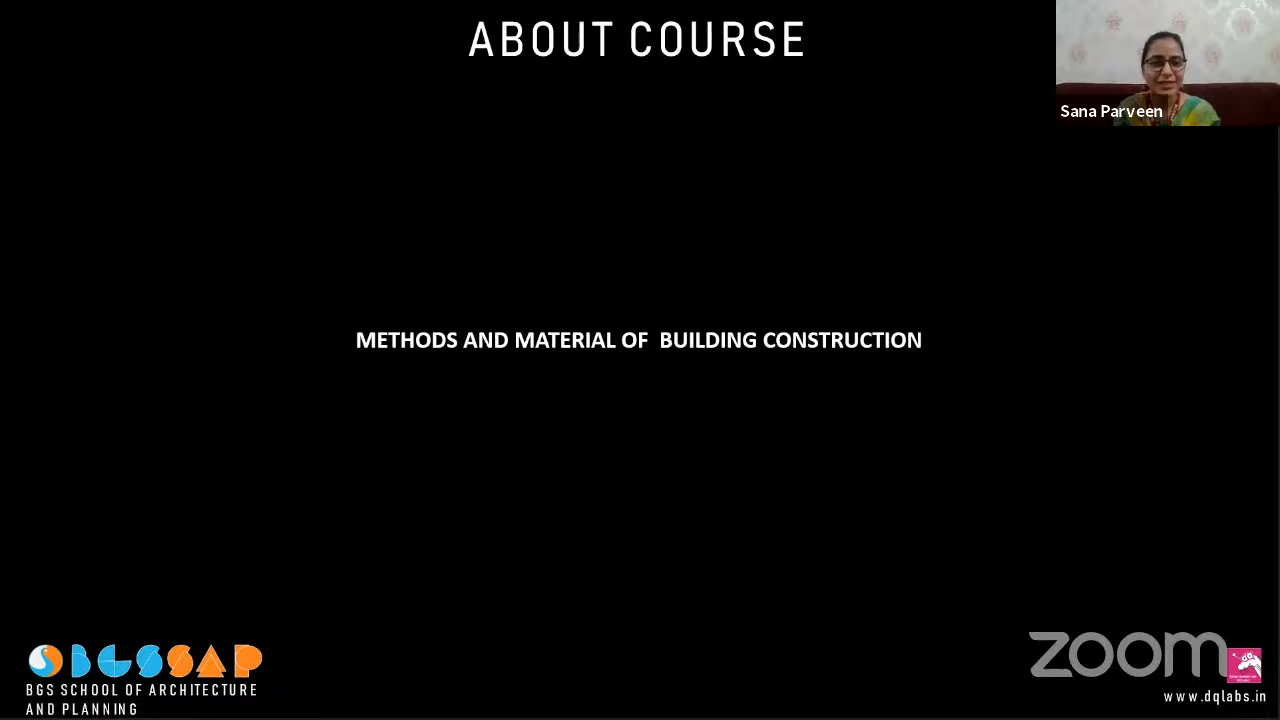 ABOUT COURSE
Sana Parveen
METHODS AND MATERIAL OF BUILDING CONSTRUCTION
BGSSAP
BGS SCHOOL OF ARCHITECTURE
AND PLANNING
zoom
www.dqlabs.in